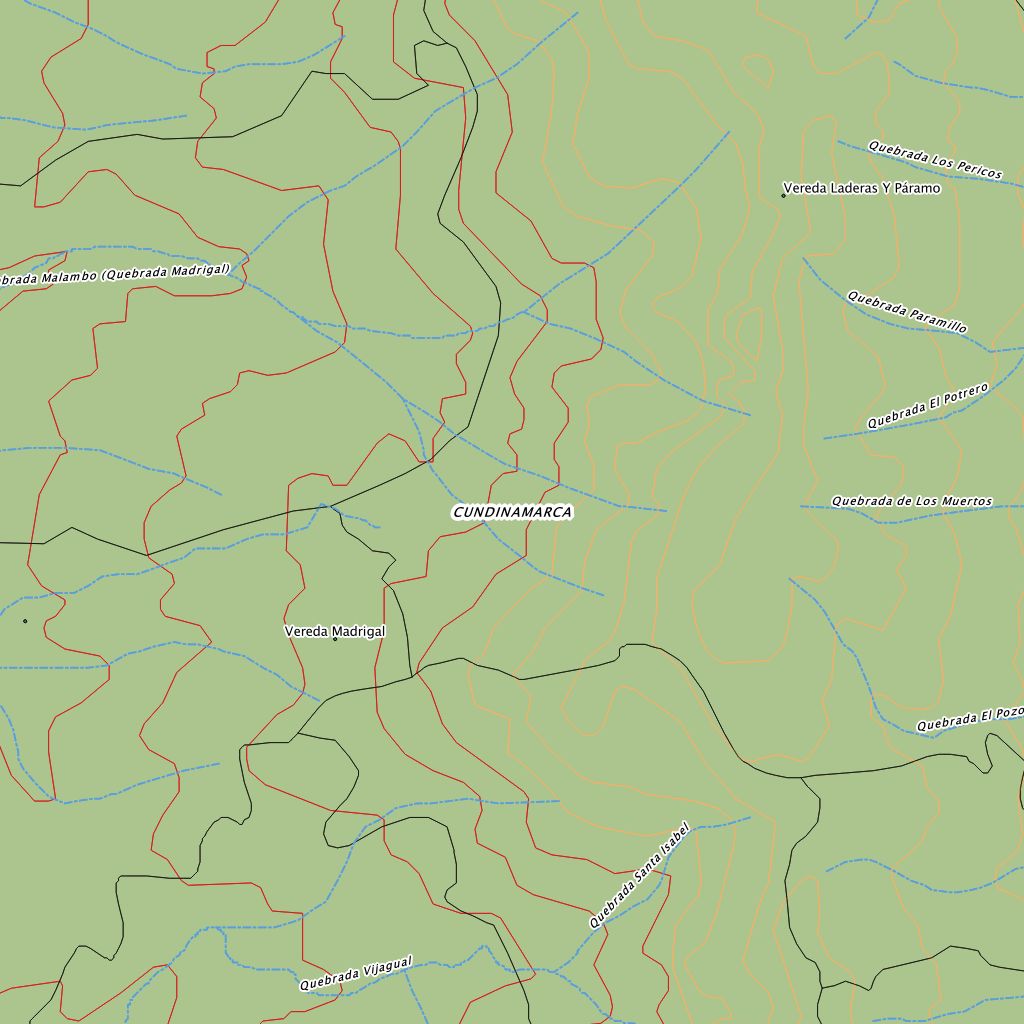 Quebrada Los Pericos
Vereda Laderas Y Páramo
brada Malambo (Quebrada Madrigal)
Quebrada Paramillo
Quebrada El Potrero
Quebrada de Los Muertos
CUNDINAMARCA
Vereda Madrigal
Quebrada El Pozo
Quebrada Santa Isabel
Quebrada Vijagual